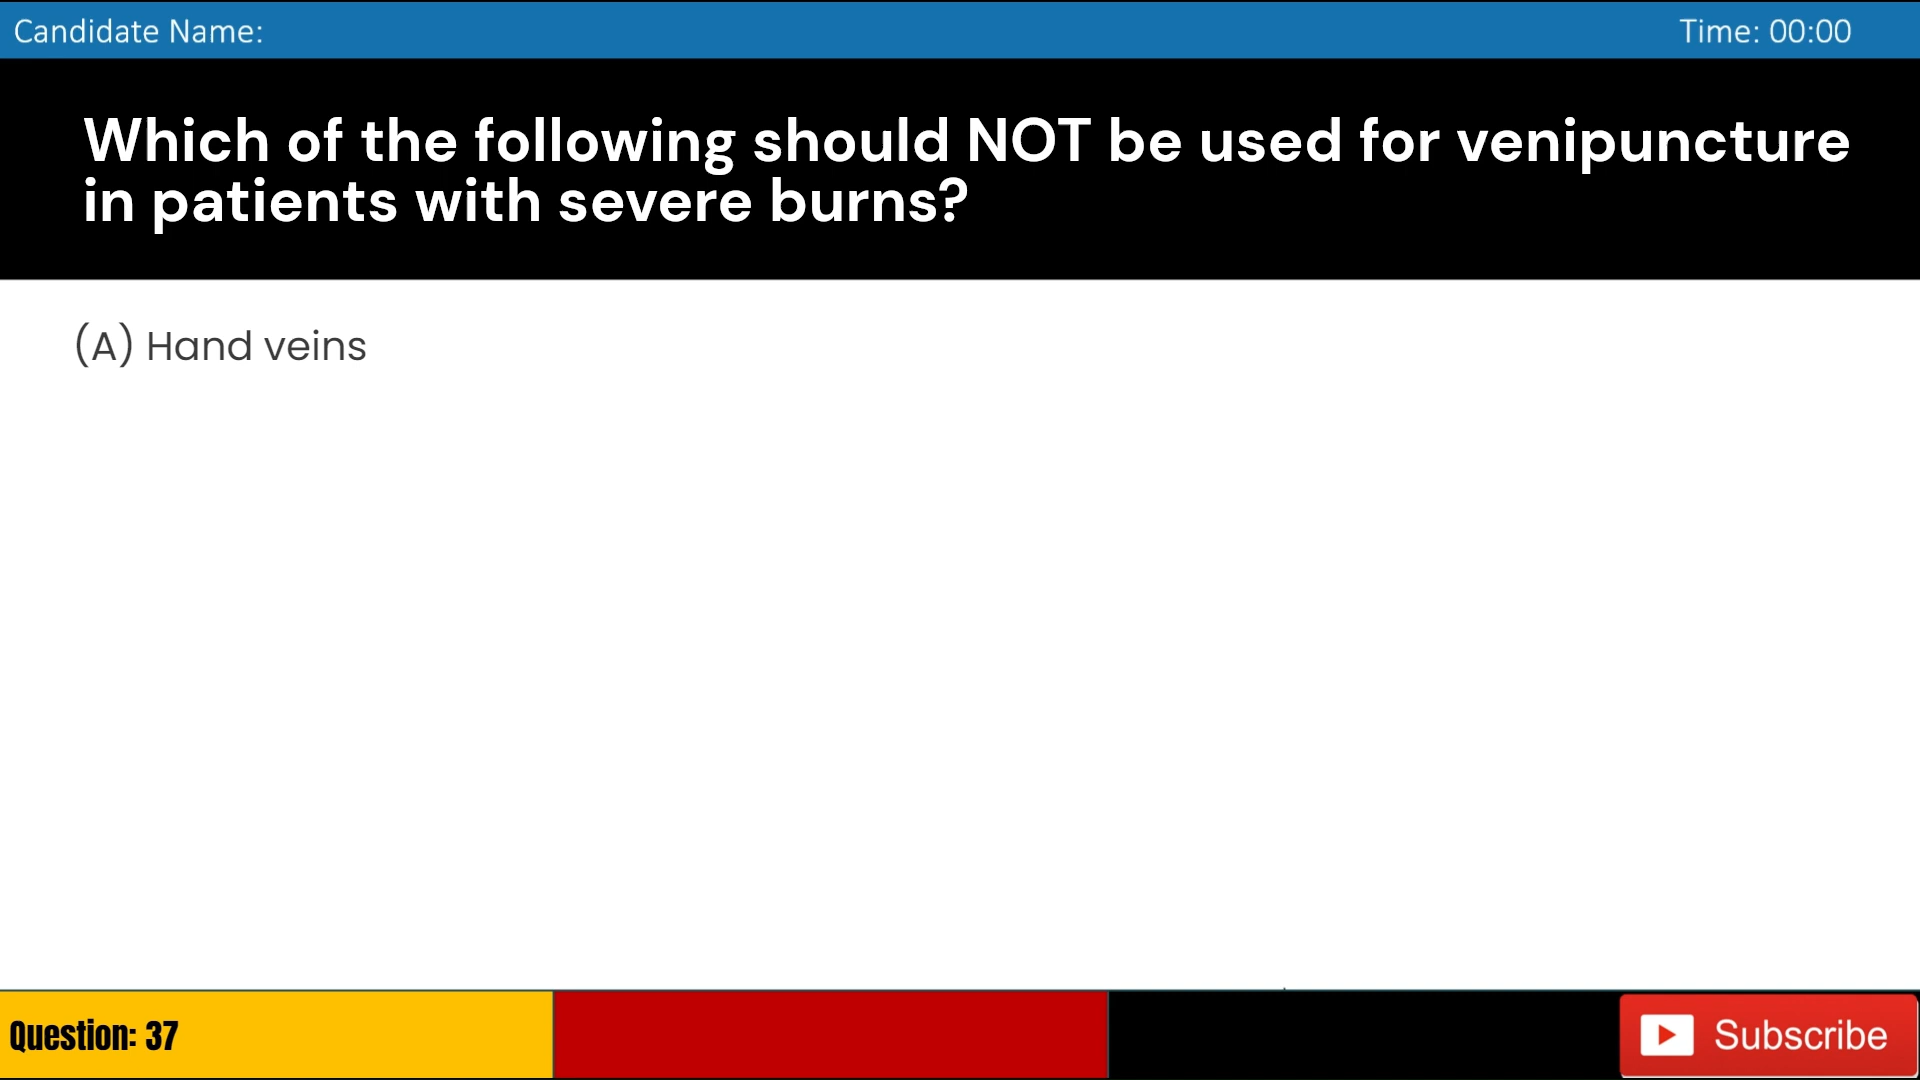 Candidate Name:
Time: 00:00
Which of the following should NOT be used for venipuncture
in patients with severe burns?
(A) Hand veins
Question: 37
Subscribe